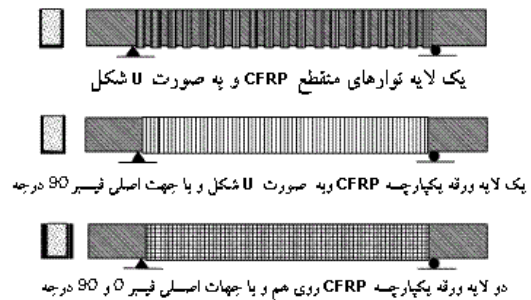 یک لایه نوارهای منقطع CFRP و به صورت U شکل
یک لایه ورقه یکپارچه CFRP وبه صورت U شکل و با جهت اصلی فیبر 90 درجه
دو لایه ورقه یکپارچه CFRP روی هم و با جهات اصلی فیبر 0 و 90 درجه